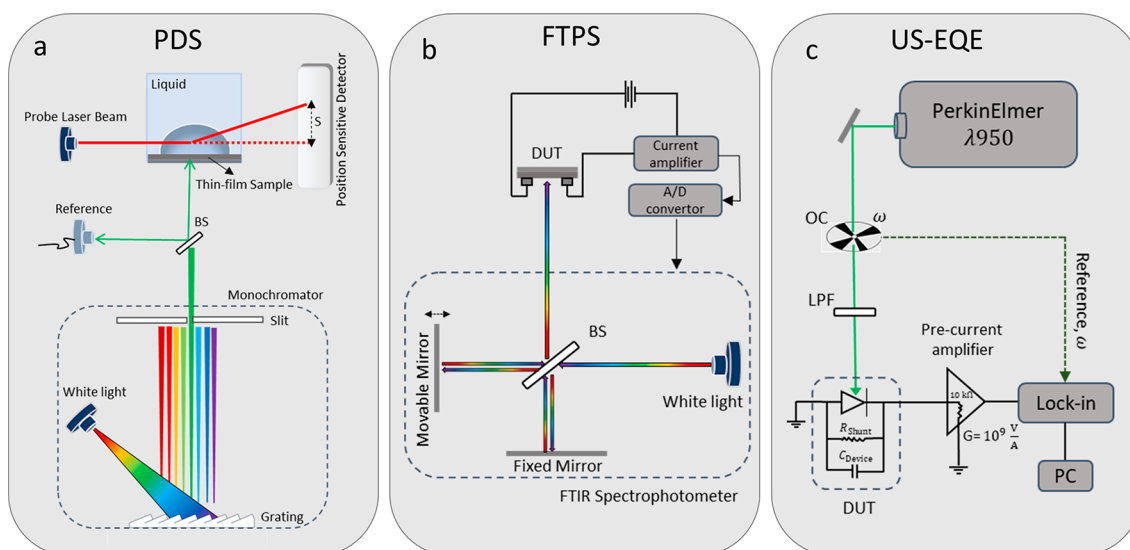 a
PDS
Liquid
Probe Laser Beam
S
Position Sensitive Detector
Thin-film Sample
Reference
BS
Monochromator
Slit
White light
Grating
b
FTPS
DUT
Current
amplifier
A/D
convertor
Movable Mirror
BS
White light
Fixed Mirror
FTIR Spectrophotometer
c
US-EQE
PerkinElmer
λ950
OC
ω
LPF
Reference, ω
Pre-current
amplifier
10 kΩ
G= 10⁹ V/A
Lock-in
PC
R_Shunt
C_Device
DUT